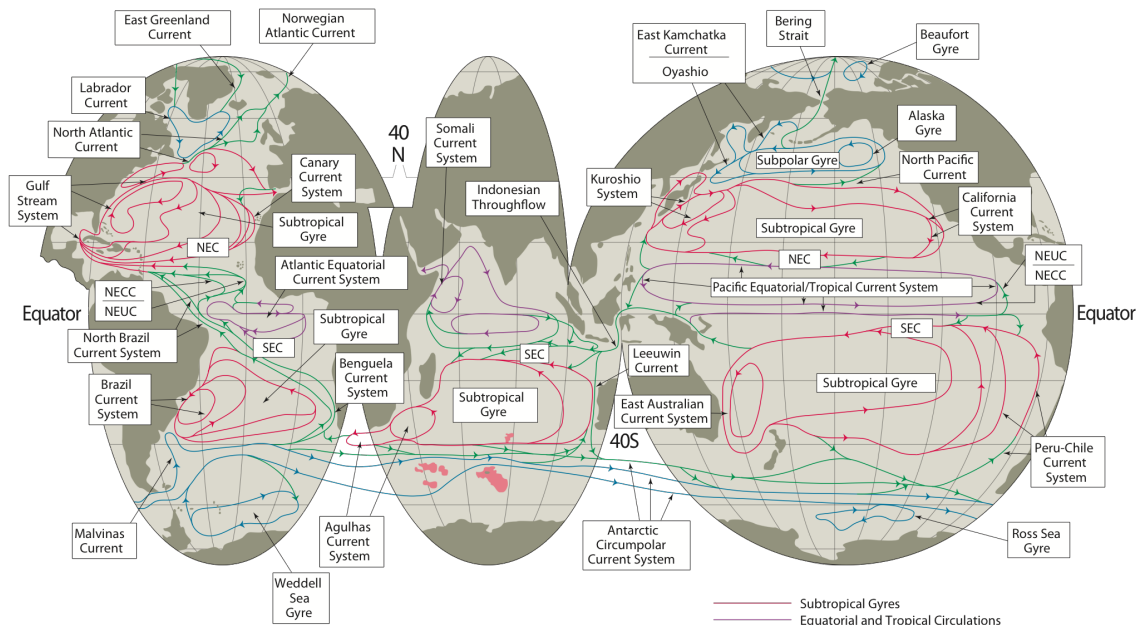 East Greenland
Current
Norwegian
Atlantic Current
Labrador
Current
North Atlantic
Current
Gulf
Stream
System
Canary
Current
System
Subtropical
Gyre
NEC
Atlantic Equatorial
Current System
NECC
NEUC
Equator
North Brazil
Current System
SEC
Subtropical
Gyre
Brazil
Current
System
Benguela
Current
System
Malvinas
Current
Weddell
Sea
Gyre
40
N
Somali
Current
System
Indonesian
Throughflow
SEC
Leeuwin
Current
Subtropical
Gyre
40S
Agulhas
Current
System
Antarctic
Circumpolar
Current System
East Kamchatka
Current
Oyashio
Bering
Strait
Beaufort
Gyre
Alaska
Gyre
Subpolar Gyre
North Pacific
Current
Kuroshio
System
California
Current
System
Subtropical Gyre
NEC
NEUC
NECC
Pacific Equatorial/Tropical Current System
Equator
SEC
Subtropical Gyre
East Australian
Current System
Peru-Chile
Current
System
Ross Sea
Gyre
Subtropical Gyres
Equatorial and Tropical Circulations